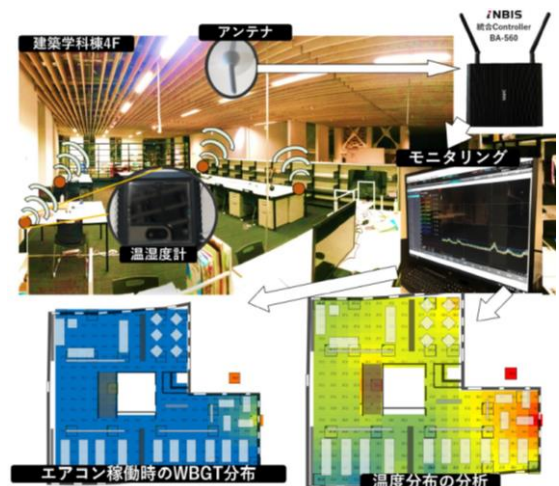 建築学科棟4F
アンテナ
iNBIS
統合Controller
BA-560
モニタリング
温湿度計
エアコン稼働時のWBGT分布
温度分布の分析